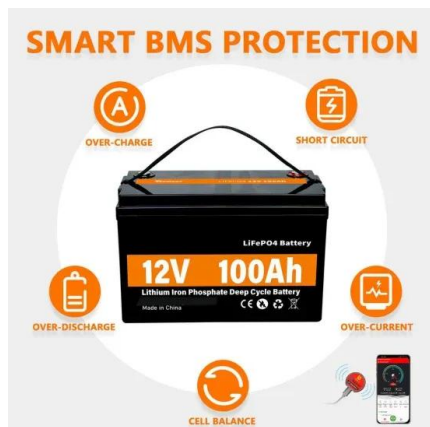 SMART BMS PROTECTION
A
OVER-CHARGE
SHORT CIRCUIT
LiFePO4 Battery
12V 100Ah
Lithium Iron Phosphate Deep Cycle Battery
Made in China
CE
OVER-DISCHARGE
OVER-CURRENT
CELL BALANCE